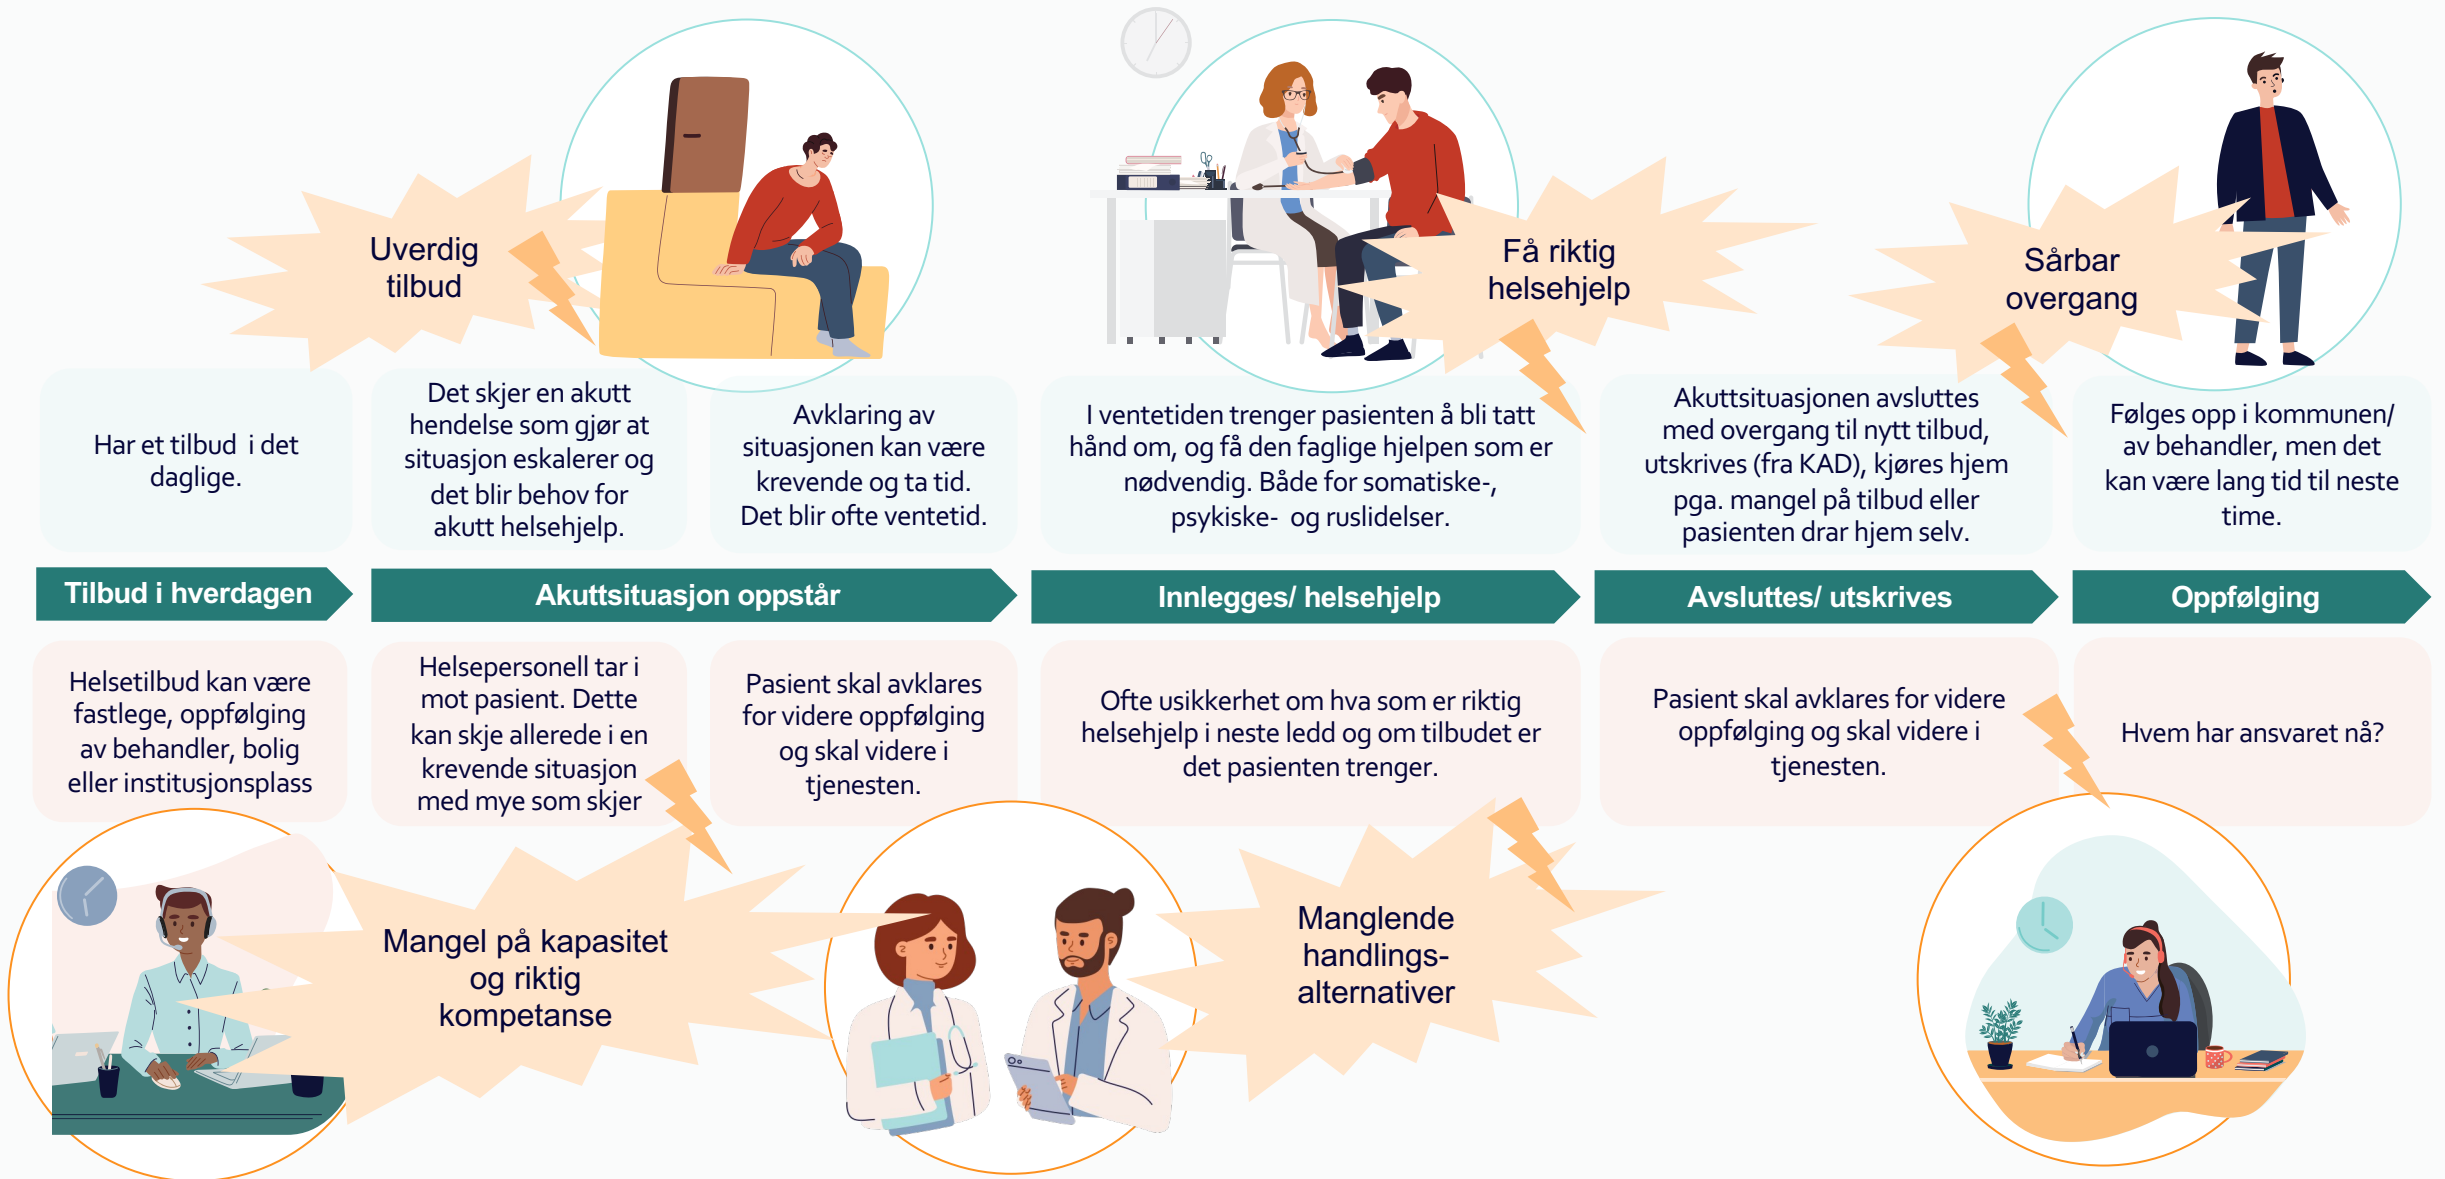 Uverdig
tilbud
Få riktig
helsehjelp
Sårbar
overgang
Har et tilbud  i det
daglige.
Det skjer en akutt
hendelse som gjør at
situasjon eskalerer og
det blir behov for
akutt helsehjelp.
Avklaring av
situasjonen kan være
krevende og ta tid.
Det blir ofte ventetid.
I ventetiden trenger pasienten å bli tatt
hånd om, og få den faglige hjelpen som er
nødvendig. Både for somatiske-,
psykiske-  og ruslidelser.
Akuttsituasjonen avsluttes
med overgang til nytt tilbud,
utskrives (fra KAD), kjøres hjem
pga. mangel på tilbud eller
pasienten drar hjem selv.
Følges opp i kommunen/
av behandler, men det
kan være lang tid til neste
time.
Tilbud i hverdagen
Akuttsituasjon oppstår
Innlegges/ helsehjelp
Avsluttes/ utskrives
Oppfølging
Helsetilbud kan være
fastlege, oppfølging
av behandler, bolig
eller institusjonsplass
Helsepersonell tar i
mot pasient. Dette
kan skje allerede i en
krevende situasjon
med mye som skjer
Pasient skal avklares
for videre oppfølging
og skal videre i
tjenesten.
Ofte usikkerhet om hva som er riktig
helsehjelp i neste ledd og om tilbudet er
det pasienten trenger.
Pasient skal avklares for videre
oppfølging og skal videre i
tjenesten.
Hvem har ansvaret nå?
Mangel på kapasitet
og riktig
kompetanse
Manglende
handlings-
alternativer